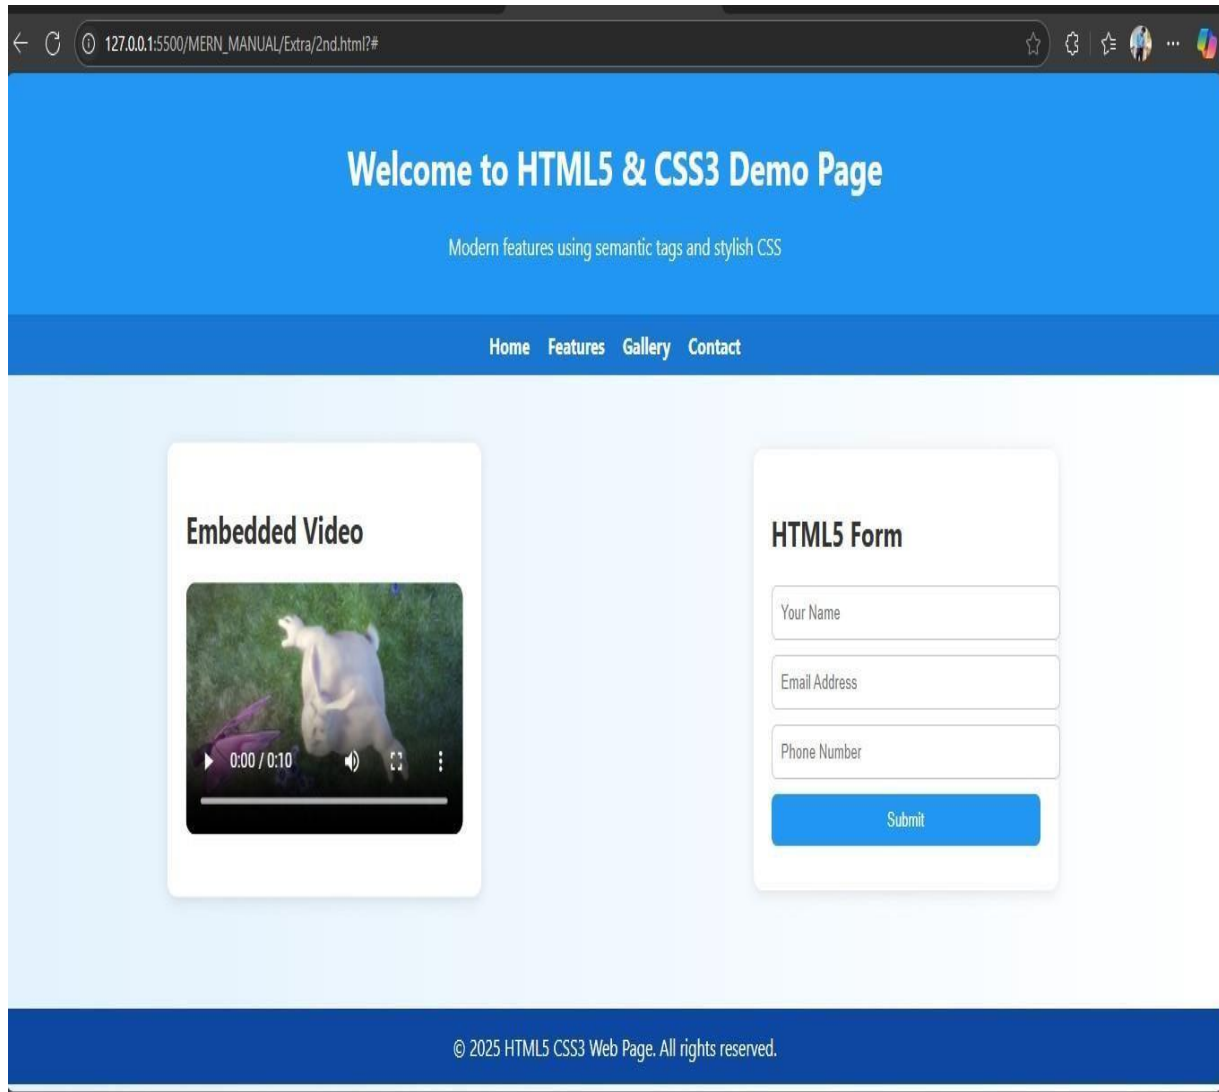 127.0.0.1:5500/MERN_MANUAL/Extra/2nd.html?#
Welcome to HTML5 & CSS3 Demo Page
Modern features using semantic tags and stylish CSS
Home Features Gallery Contact
Embedded Video
0:00 / 0:10
HTML5 Form
Your Name
Email Address
Phone Number
Submit
© 2025 HTML5 CSS3 Web Page. All rights reserved.